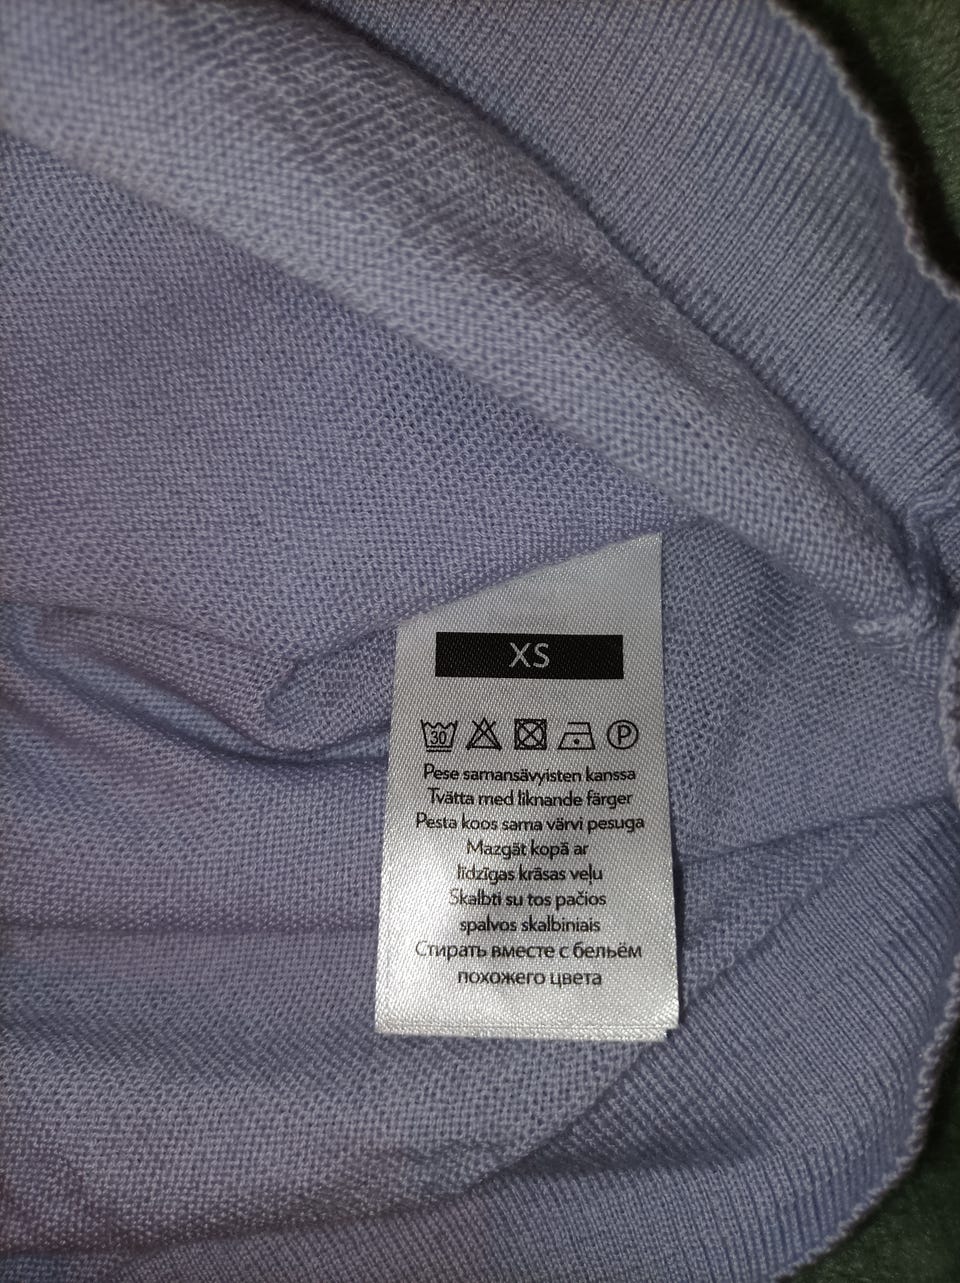 XS
30 P
Pese samansävyisten kanssa
Tvätta med liknande färger
Pesta koos sama värvi pesuga
Mazgāt kopā ar
līdzīgas krāsas veļu
Skalbti su tos pačios
spalvos skalbiniais
Стирать вместе с бельём
похожего цвета